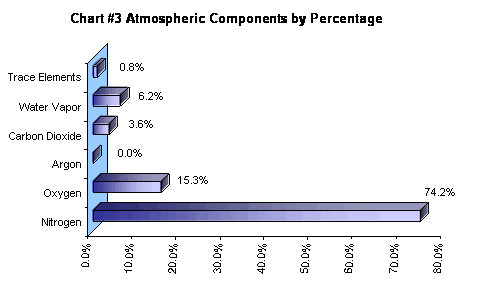 Chart #3 Atmospheric Components by Percentage
Trace Elements 0.8%
Water Vapor 6.2%
Carbon Dioxide 3.6%
Argon 0.0%
Oxygen 15.3%
Nitrogen 74.2%
0.0% 10.0% 20.0% 30.0% 40.0% 50.0% 60.0% 70.0% 80.0%